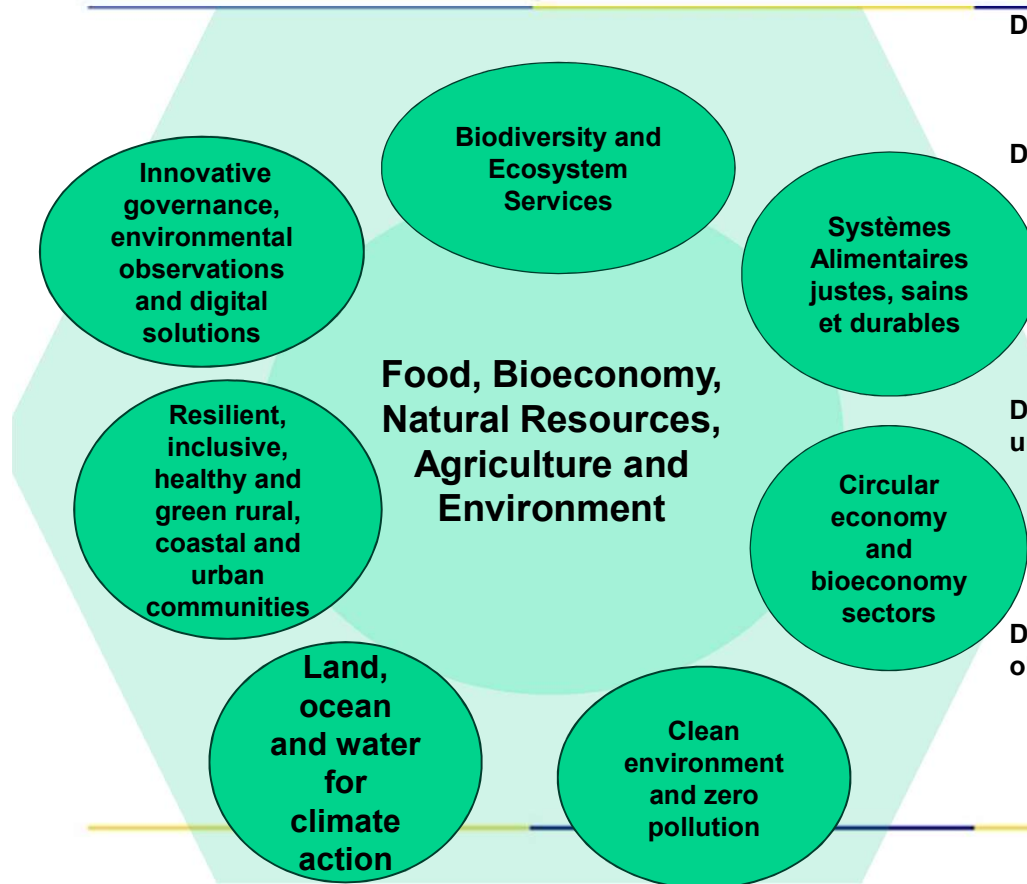 Biodiversity and
Ecosystem
Services
Systèmes
Alimentaires
justes, sains
et durables
Circular
economy
and
bioeconomy
sectors
Clean
environment
and zero
pollution
Land,
ocean
and water
for
climate
action
Resilient,
inclusive,
healthy and
green rural,
coastal and
urban
communities
Innovative
governance,
environmental
observations
and digital
solutions
Food, Bioeconomy,
Natural Resources,
Agriculture and
Environment
D
D
D
u
D
o